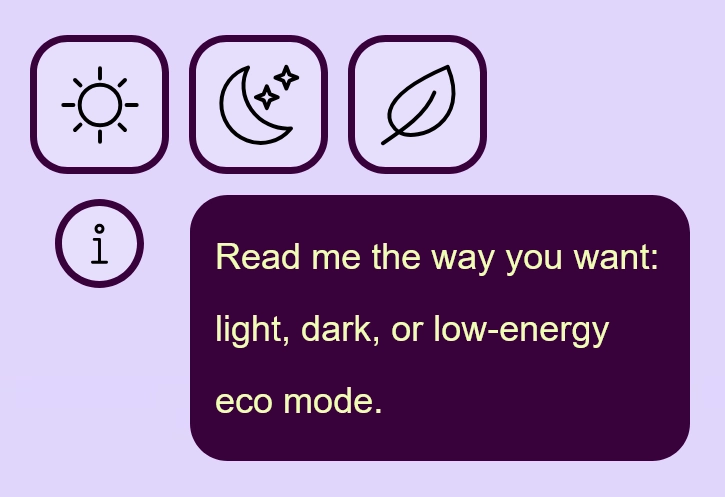 i
Read me the way you want:
light, dark, or low-energy
eco mode.